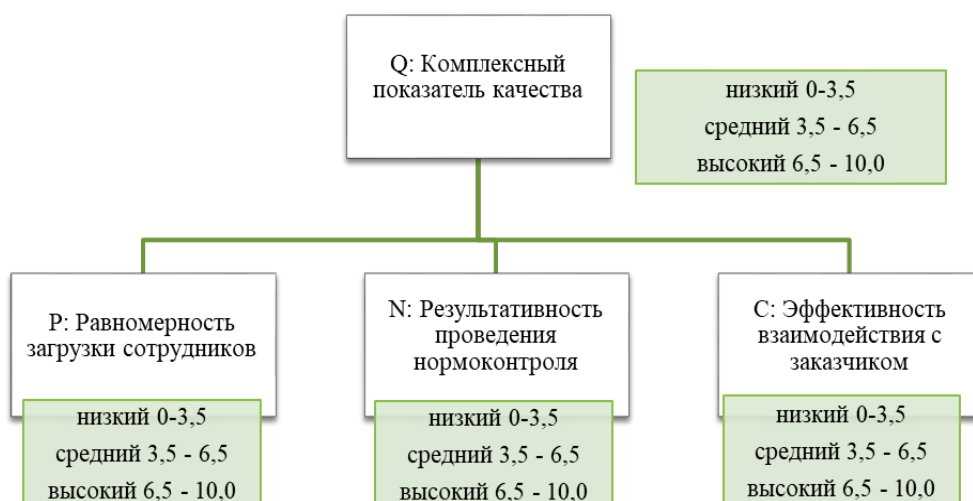 Q: Комплексный
показатель качества
низкий 0-3,5
средний 3,5 - 6,5
высокий 6,5 - 10,0
P: Равномерность
загрузки сотрудников
низкий 0-3,5
средний 3,5 - 6,5
высокий 6,5 - 10,0
N: Результативность
проведения
нормоконтроля
низкий 0-3,5
средний 3,5 - 6,5
высокий 6,5 - 10,0
C: Эффективность
взаимодействия с
заказчиком
низкий 0-3,5
средний 3,5 - 6,5
высокий 6,5 - 10,0